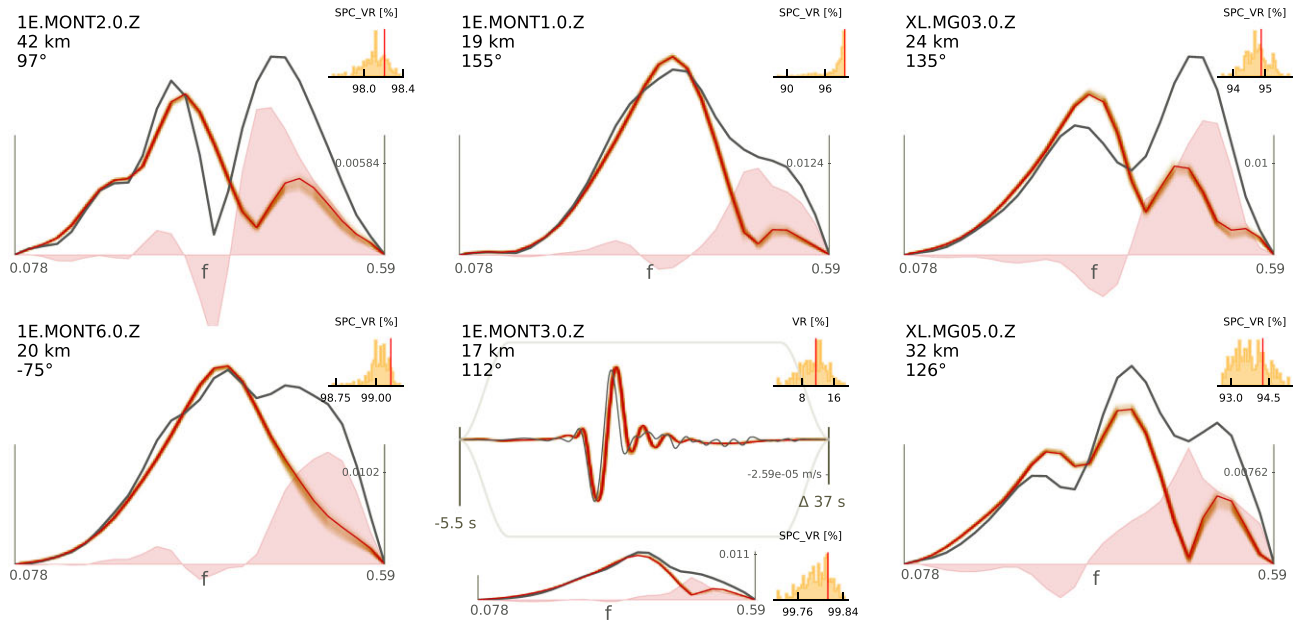 1E.MONT2.0.Z
42 km
97°
SPC_VR [%]
98.0 98.4
0.00584
0.078 f 0.59
1E.MONT1.0.Z
19 km
155°
SPC_VR [%]
90 96
0.0124
0.078 f 0.59
XL.MG03.0.Z
24 km
135°
SPC_VR [%]
94 95
0.01
0.078 f 0.59
1E.MONT6.0.Z
20 km
-75°
SPC_VR [%]
98.75 99.00
0.0102
0.078 f 0.59
1E.MONT3.0.Z
17 km
112°
VR [%]
8 16
-2.59e-05 m/s
Δ 37 s
-5.5 s
SPC_VR [%]
0.011
99.76 99.84
0.078 f 0.59
XL.MG05.0.Z
32 km
126°
SPC_VR [%]
93.0 94.5
0.00762
0.078 f 0.59